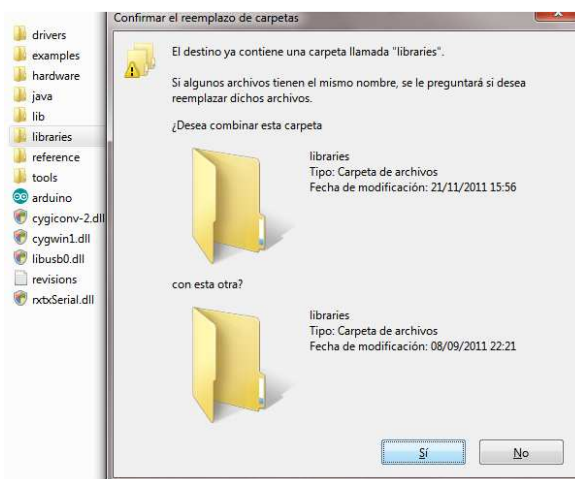 Confirmar el reemplazo de carpetas
drivers
examples
hardware
java
lib
libraries
reference
tools
arduino
cygiconv-2.dll
cygwin1.dll
libusb0.dll
revisions
rxtxSerial.dll
El destino ya contiene una carpeta llamada "libraries".
Si algunos archivos tienen el mismo nombre, se le preguntará si desea
reemplazar dichos archivos.
¿Desea combinar esta carpeta
libraries
Tipo: Carpeta de archivos
Fecha de modificación: 21/11/2011 15:56
con esta otra?
libraries
Tipo: Carpeta de archivos
Fecha de modificación: 08/09/2011 22:21
Sí
No